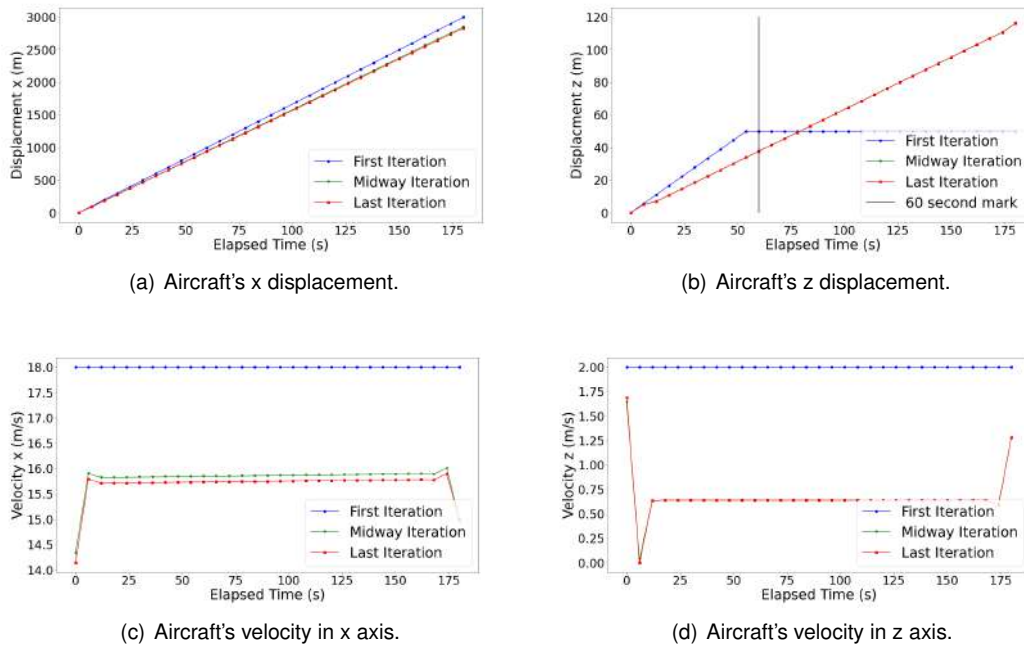 3000
2500
2000
1500
1000
500
0
Displacment x (m)
0 25 50 75 100 125 150 175
Elapsed Time (s)
First Iteration
Midway Iteration
Last Iteration
(a) Aircraft's x displacement.
120
100
80
60
40
20
0
Displacment z (m)
0 25 50 75 100 125 150 175
Elapsed Time (s)
First Iteration
Midway Iteration
Last Iteration
60 second mark
(b) Aircraft's z displacement.
18.0
17.5
17.0
16.5
16.0
15.5
15.0
14.5
14.0
Velocity x (m/s)
0 25 50 75 100 125 150 175
Elapsed Time (s)
First Iteration
Midway Iteration
Last Iteration
(c) Aircraft's velocity in x axis.
2.00
1.75
1.50
1.25
1.00
0.75
0.50
0.25
0.00
Velocity z (m/s)
0 25 50 75 100 125 150 175
Elapsed Time (s)
First Iteration
Midway Iteration
Last Iteration
(d) Aircraft's velocity in z axis.